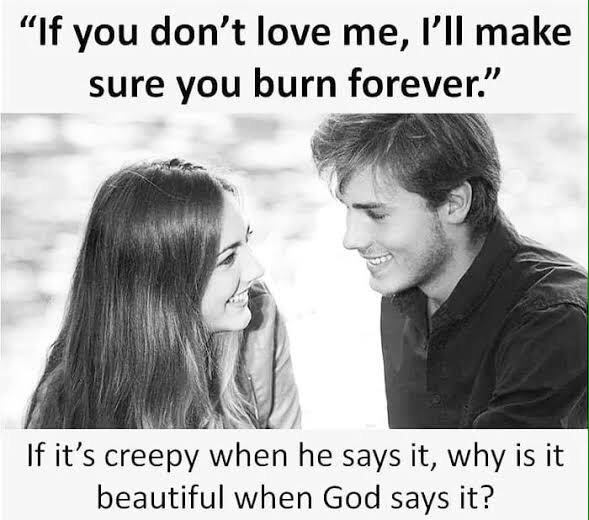 “If you don’t love me, I’ll make
sure you burn forever.”
If it’s creepy when he says it, why is it
beautiful when God says it?